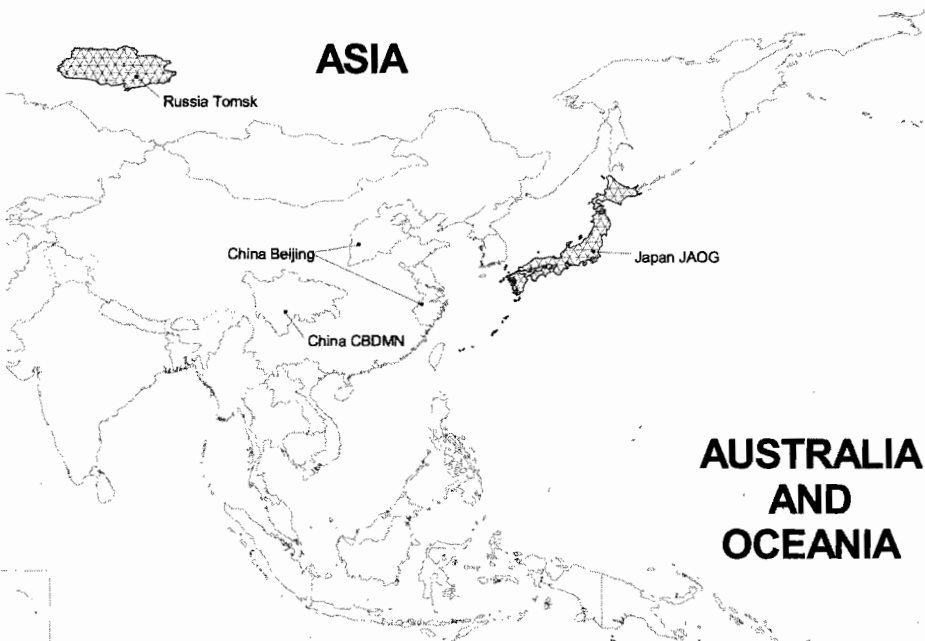 ASIA
Russia Tomsk
China Beijing
Japan JAOG
China CBDMN
AUSTRALIA
AND
OCEANIA